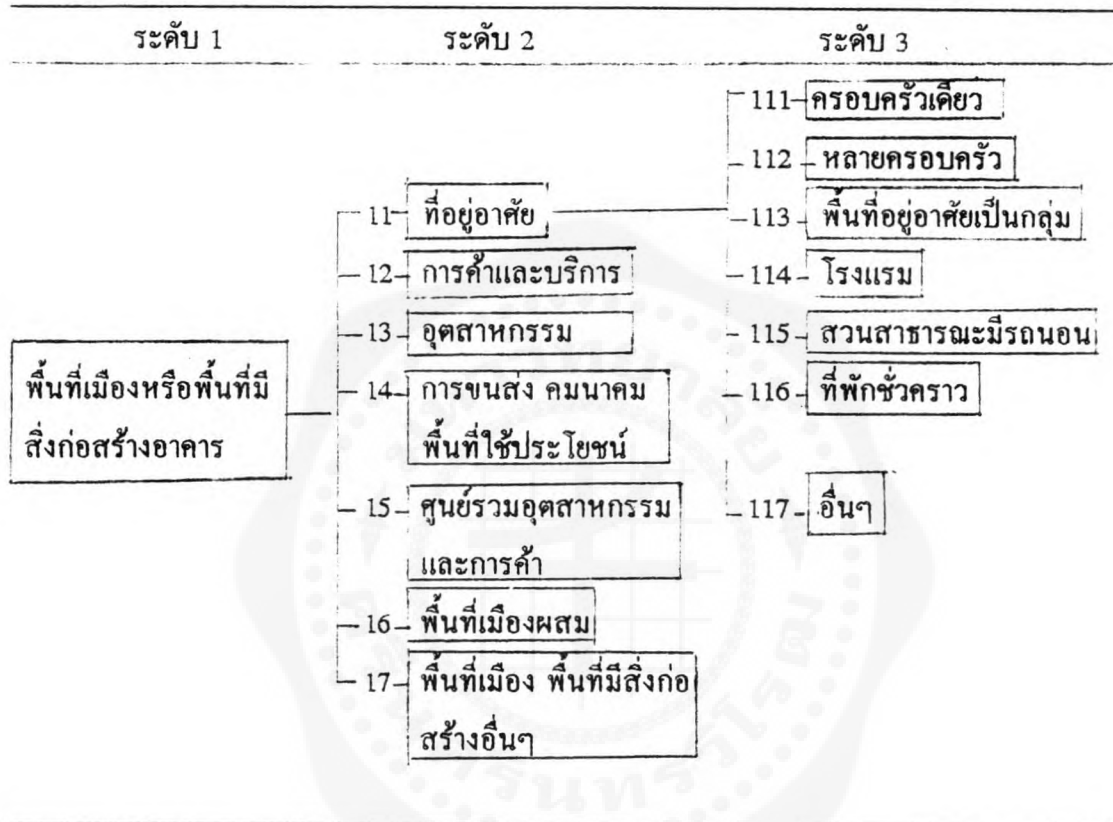 ระดับ 1 ระดับ 2 ระดับ 3
พื้นที่เมืองหรือพื้นที่มี
สิ่งก่อสร้างอาคาร
11 ที่อยู่อาศัย
12 การค้าและบริการ
13 อุตสาหกรรม
14 การขนส่ง คมนาคม
พื้นที่ใช้ประโยชน์
15 ศูนย์รวมอุตสาหกรรม
และการค้า
16 พื้นที่เมืองผสม
17 พื้นที่เมือง พื้นที่มีสิ่งก่อ
สร้างอื่นๆ
111 ครอบครัวเดียว
112 หลายครอบครัว
113 พื้นที่อยู่อาศัยเป็นกลุ่ม
114 โรงแรม
115 สวนสาธารณะมีรถนอน
116 ที่พักชั่วคราว
117 อื่นๆ